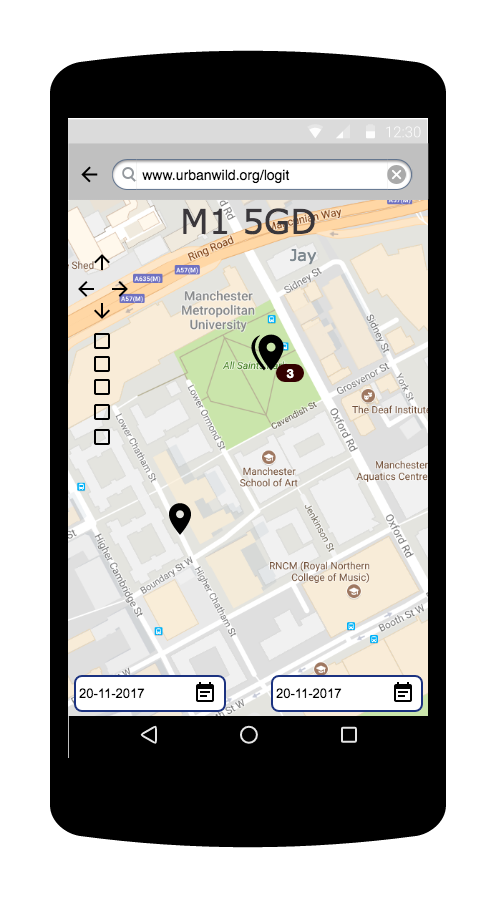 12:30
www.urbanwild.org/logit
M1 5GD
Mancunian Way
Ring Road
Shed
A635(M)
A57(M)
A57(M)
Jay
Sidney St
Manchester
Metropolitan
University
Sidney St
All Saints
3
Grosvenor St
York St
Lower Ormond St
Cavendish St
Oxford Rd
The Deaf Institute
Lower Chatham St
Manchester
School of Art
Manchester
Aquatics Centre
Jenkinson St
Oxford Rd
Higher Cambridge St
Boundary St W
Higher Chatham St
RNCM (Royal Northern
College of Music)
Booth St W
th St W
20-11-2017
20-11-2017